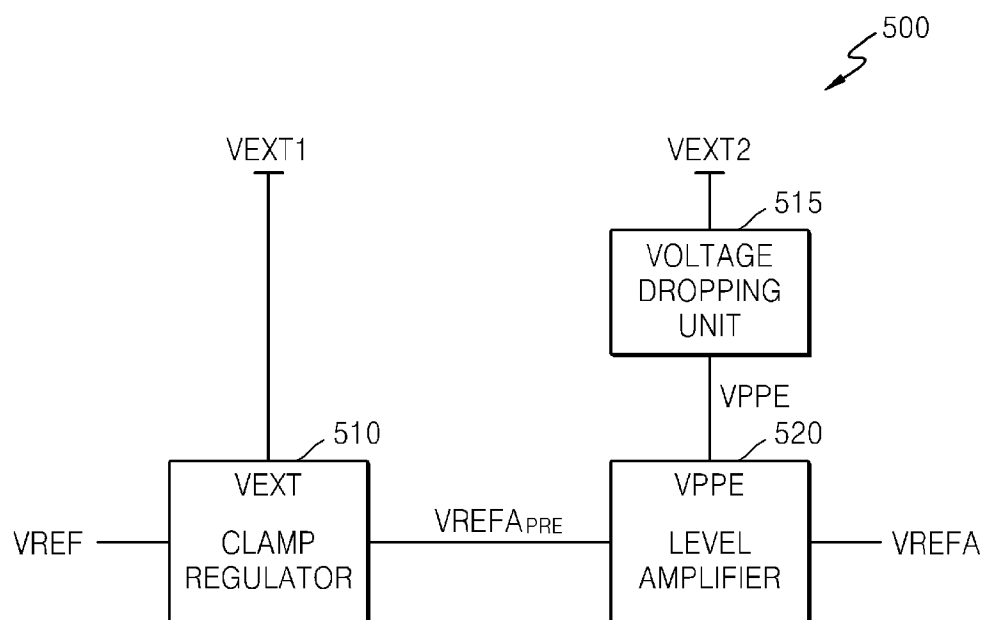 500
VEXT1
VEXT2
515
VOLTAGE
DROPPING
UNIT
VPPE
510
520
VEXT
VPPE
VREF
CLAMP
REGULATOR
VREFAPRE
LEVEL
AMPLIFIER
VREFA